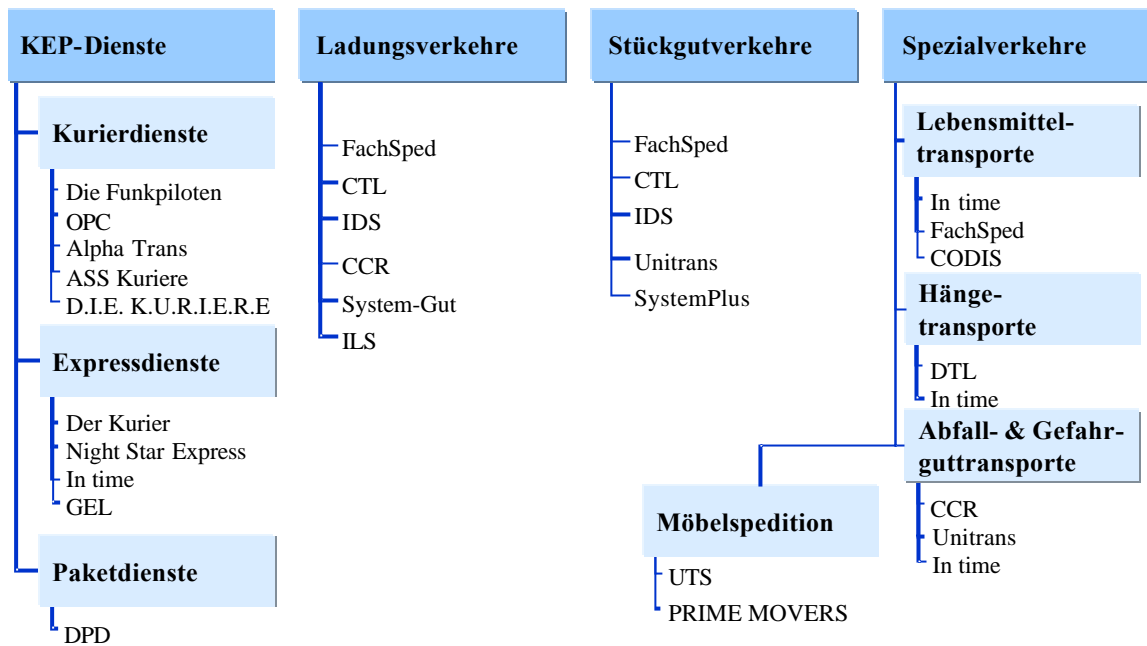 KEP-Dienste
Kurierdienste
Die Funkpiloten
OPC
Alpha Trans
ASS Kuriere
D.I.E. K.U.R.I.E.R.E
Expressdienste
Der Kurier
Night Star Express
In time
GEL
Paketdienste
DPD
Ladungsverkehre
FachSped
CTL
IDS
CCR
System-Gut
ILS
Stückgutverkehre
FachSped
CTL
IDS
Unitrans
SystemPlus
Spezialverkehre
Lebensmittel-
transporte
In time
FachSped
CODIS
Hänge-
transporte
DTL
In time
Abfall- & Gefahr-
guttransporte
CCR
Unitrans
In time
Möbelspedition
UTS
PRIME MOVERS